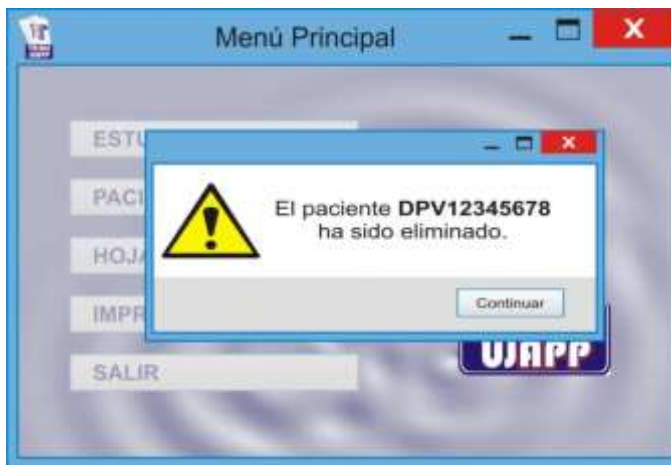 Menú Principal
ESTU
PACI
El paciente DPV12345678
ha sido eliminado.
HOJA
Continuar
IMPR
UJAPP
SALIR